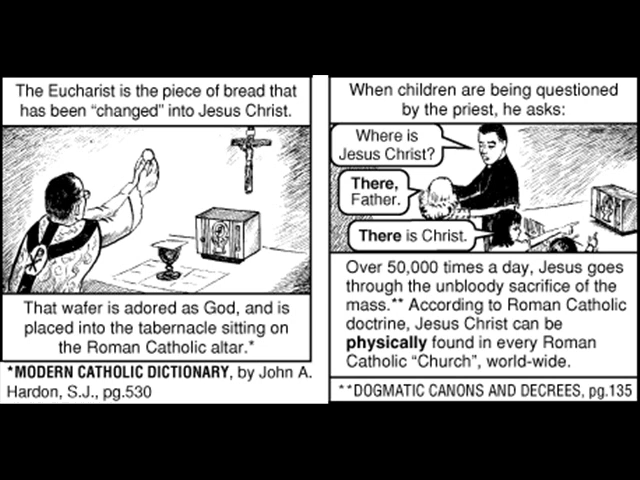 The Eucharist is the piece of bread that
has been “changed” into Jesus Christ.
That wafer is adored as God, and is
placed into the tabernacle sitting on
the Roman Catholic altar.*
*MODERN CATHOLIC DICTIONARY, by John A.
Hardon, S.J., pg.530
When children are being questioned
by the priest, he asks:
Where is
Jesus Christ?
There,
Father.
There is Christ.
Over 50,000 times a day, Jesus goes
through the unbloody sacrifice of the
mass.** According to Roman Catholic
doctrine, Jesus Christ can be
physically found in every Roman
Catholic “Church”, world-wide.
**DOGMATIC CANONS AND DECREES, pg.135